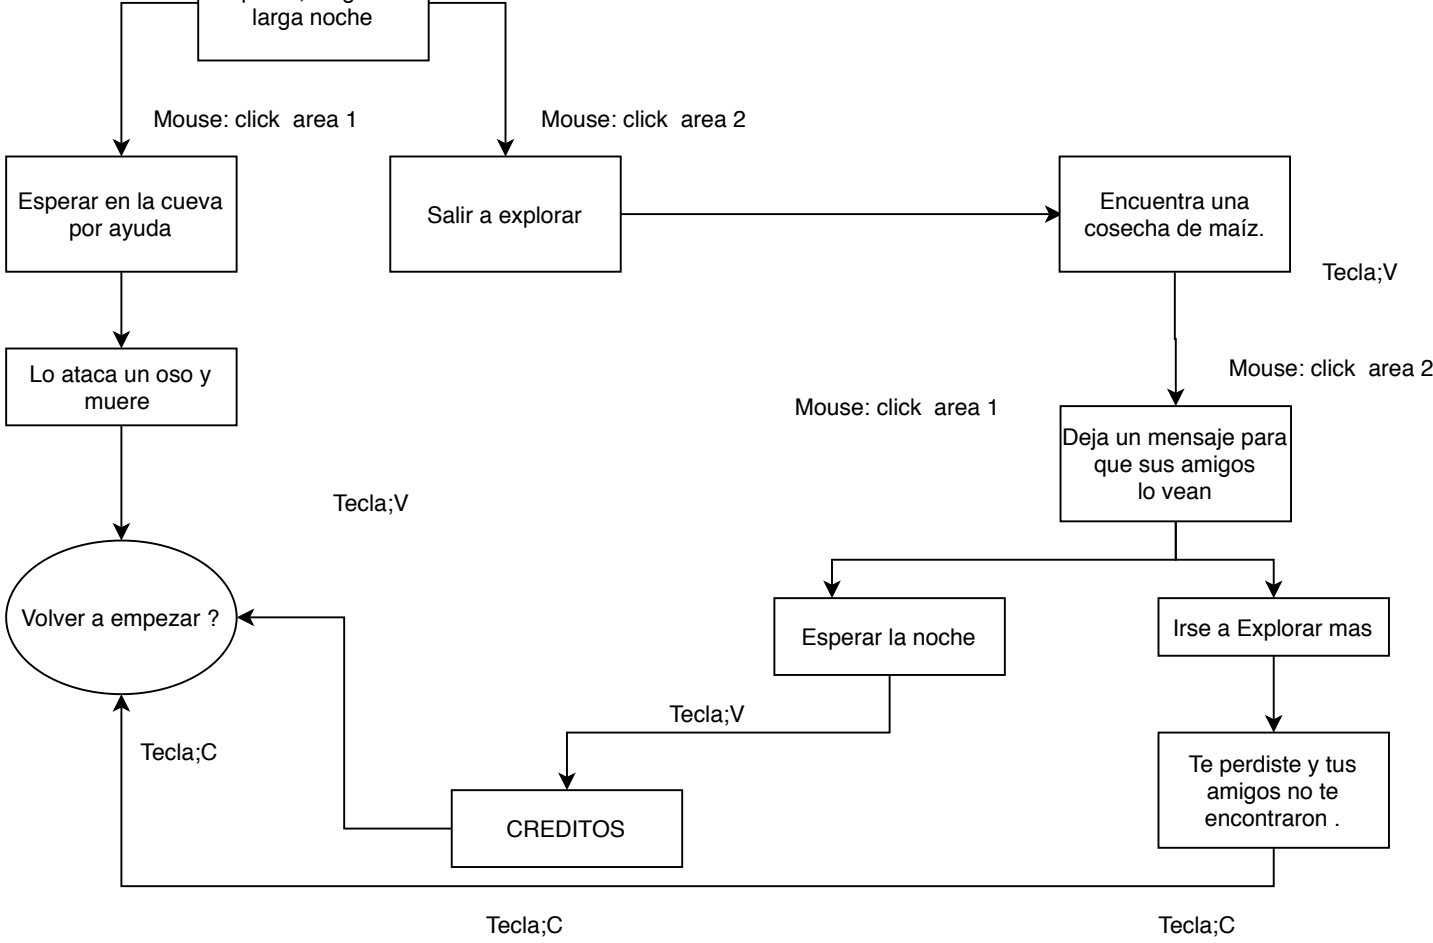 larga noche
Mouse: click area 1
Mouse: click area 2
Esperar en la cueva
por ayuda
Salir a explorar
Encuentra una
cosecha de maíz.
Tecla;V
Lo ataca un oso y
muere
Mouse: click area 2
Mouse: click area 1
Deja un mensaje para
que sus amigos
lo vean
Tecla;V
Volver a empezar ?
Esperar la noche
Irse a Explorar mas
Tecla;V
Tecla;C
Te perdiste y tus
amigos no te
encontraron .
CREDITOS
Tecla;C
Tecla;C